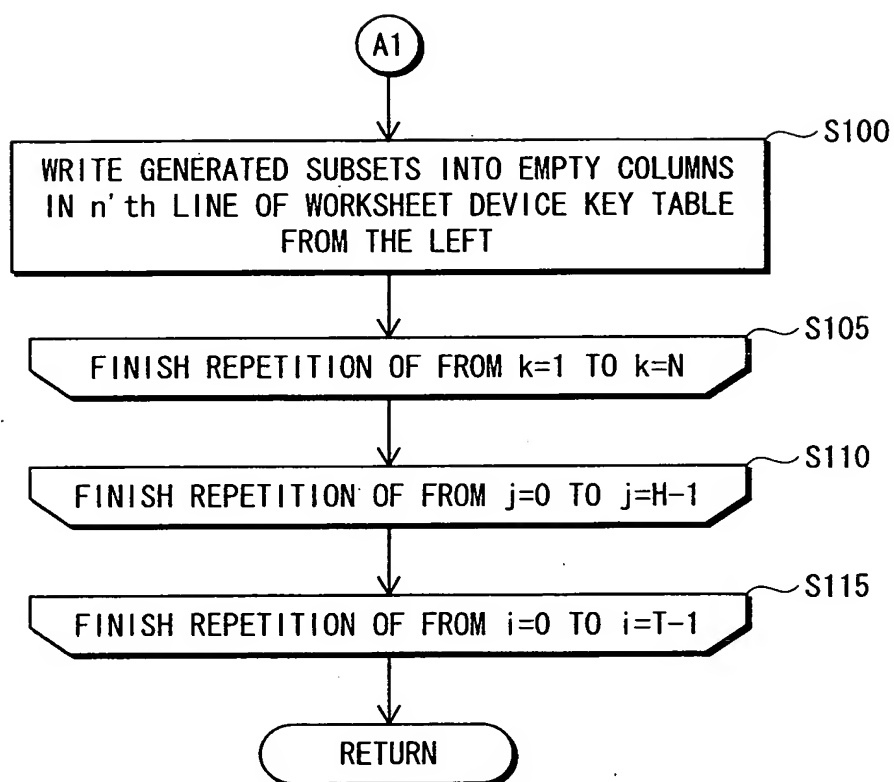 A1
S100
WRITE GENERATED SUBSETS INTO EMPTY COLUMNS
IN n'th LINE OF WORKSHEET DEVICE KEY TABLE
FROM THE LEFT
S105
FINISH REPETITION OF FROM k=1 TO k=N
S110
FINISH REPETITION OF FROM j=0 TO j=H-1
S115
FINISH REPETITION OF FROM i=0 TO i=T-1
RETURN